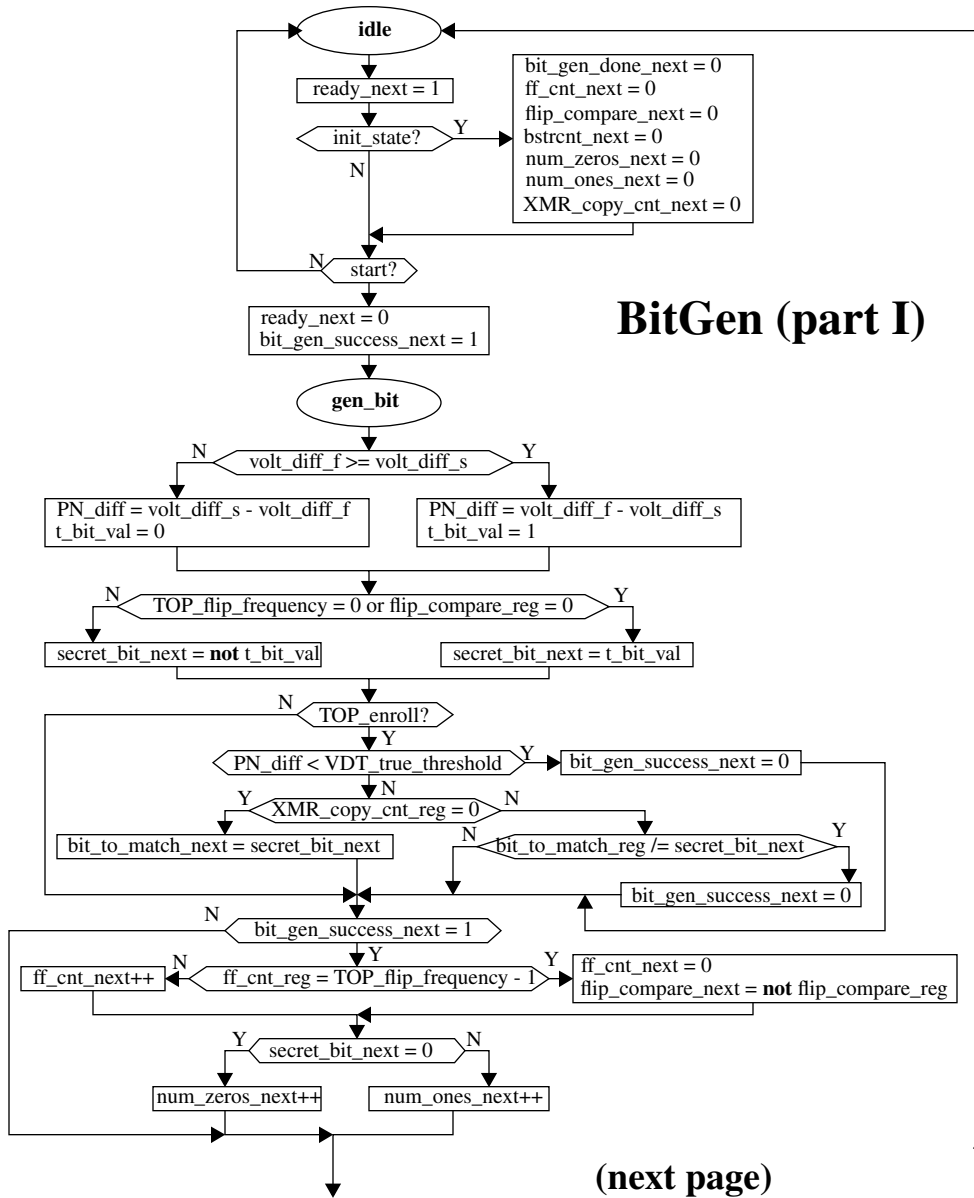 idle
ready_next = 1
init_state?
Y
N
bit_gen_done_next = 0
ff_cnt_next = 0
flip_compare_next = 0
bstrcnt_next = 0
num_zeros_next = 0
num_ones_next = 0
XMR_copy_cnt_next = 0
N
start?
BitGen (part I)
ready_next = 0
bit_gen_success_next = 1
gen_bit
N
volt_diff_f >= volt_diff_s
Y
PN_diff = volt_diff_s - volt_diff_f
t_bit_val = 0
PN_diff = volt_diff_f - volt_diff_s
t_bit_val = 1
N
TOP_flip_frequency = 0 or flip_compare_reg = 0
Y
secret_bit_next = not t_bit_val
secret_bit_next = t_bit_val
N
TOP_enroll?
Y
PN_diff < VDT_true_threshold
Y
bit_gen_success_next = 0
N
Y
XMR_copy_cnt_reg = 0
N
bit_to_match_next = secret_bit_next
N
bit_to_match_reg /= secret_bit_next
Y
bit_gen_success_next = 0
N
bit_gen_success_next = 1
Y
ff_cnt_next++
N
ff_cnt_reg = TOP_flip_frequency - 1
Y
ff_cnt_next = 0
flip_compare_next = not flip_compare_reg
Y
secret_bit_next = 0
N
num_zeros_next++
num_ones_next++
(next page)